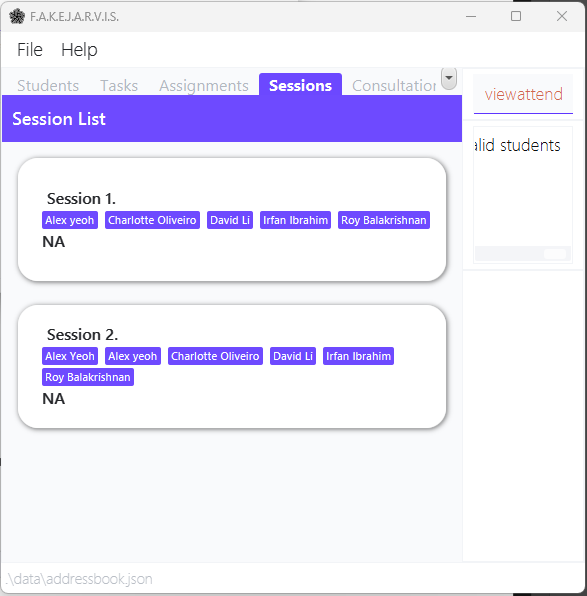 F.A.K.E.J.A.R.V.I.S.
File Help
Students Tasks Assignments Sessions Consultation
viewattend
Session List
alid students
Session 1.
Alex yeoh Charlotte Oliveiro David Li Irfan Ibrahim Roy Balakrishnan
NA
Session 2.
Alex Yeoh Alex yeoh Charlotte Oliveiro David Li Irfan Ibrahim
Roy Balakrishnan
NA
.\data\addressbook.json